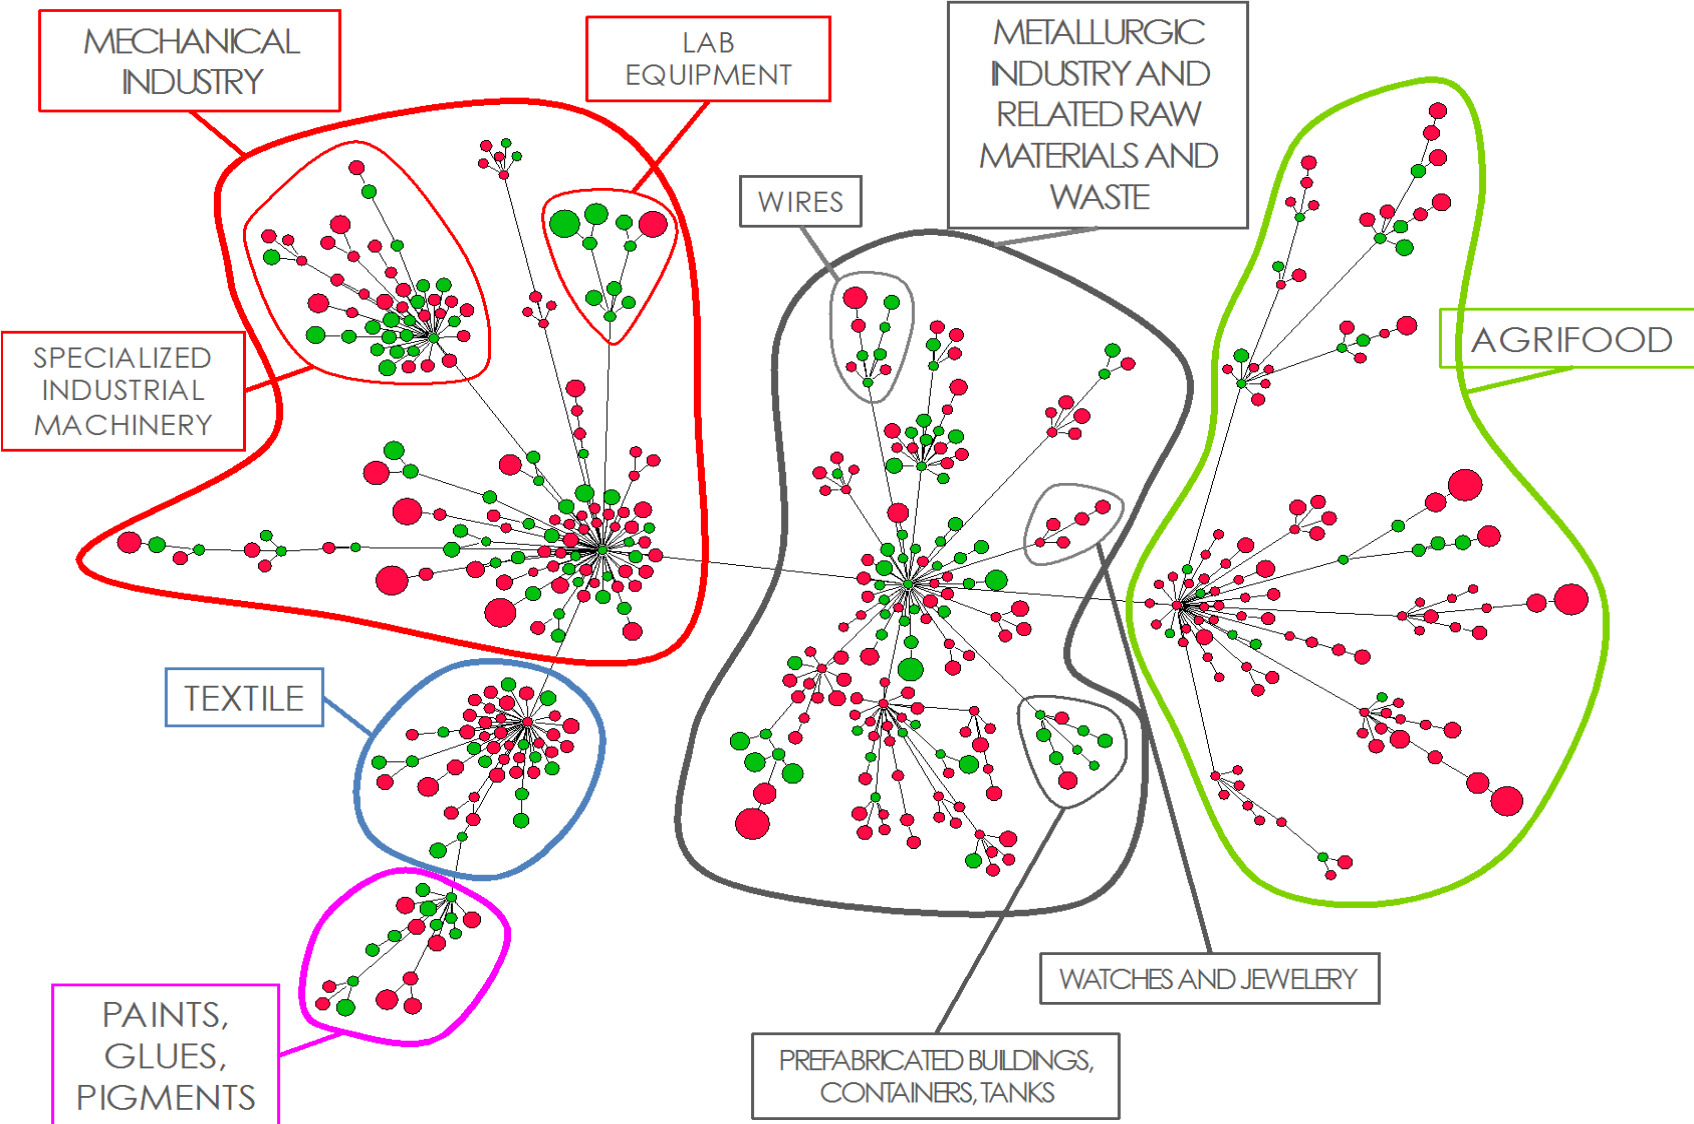 MECHANICAL
INDUSTRY
LAB
EQUIPMENT
METALLURGIC
INDUSTRY AND
RELATED RAW
MATERIALS AND
WASTE
WIRES
SPECIALIZED
INDUSTRIAL
MACHINERY
AGRIFOOD
TEXTILE
WATCHES AND JEWELERY
PAINTS,
GLUES,
PIGMENTS
PREFABRICATED BUILDINGS,
CONTAINERS, TANKS